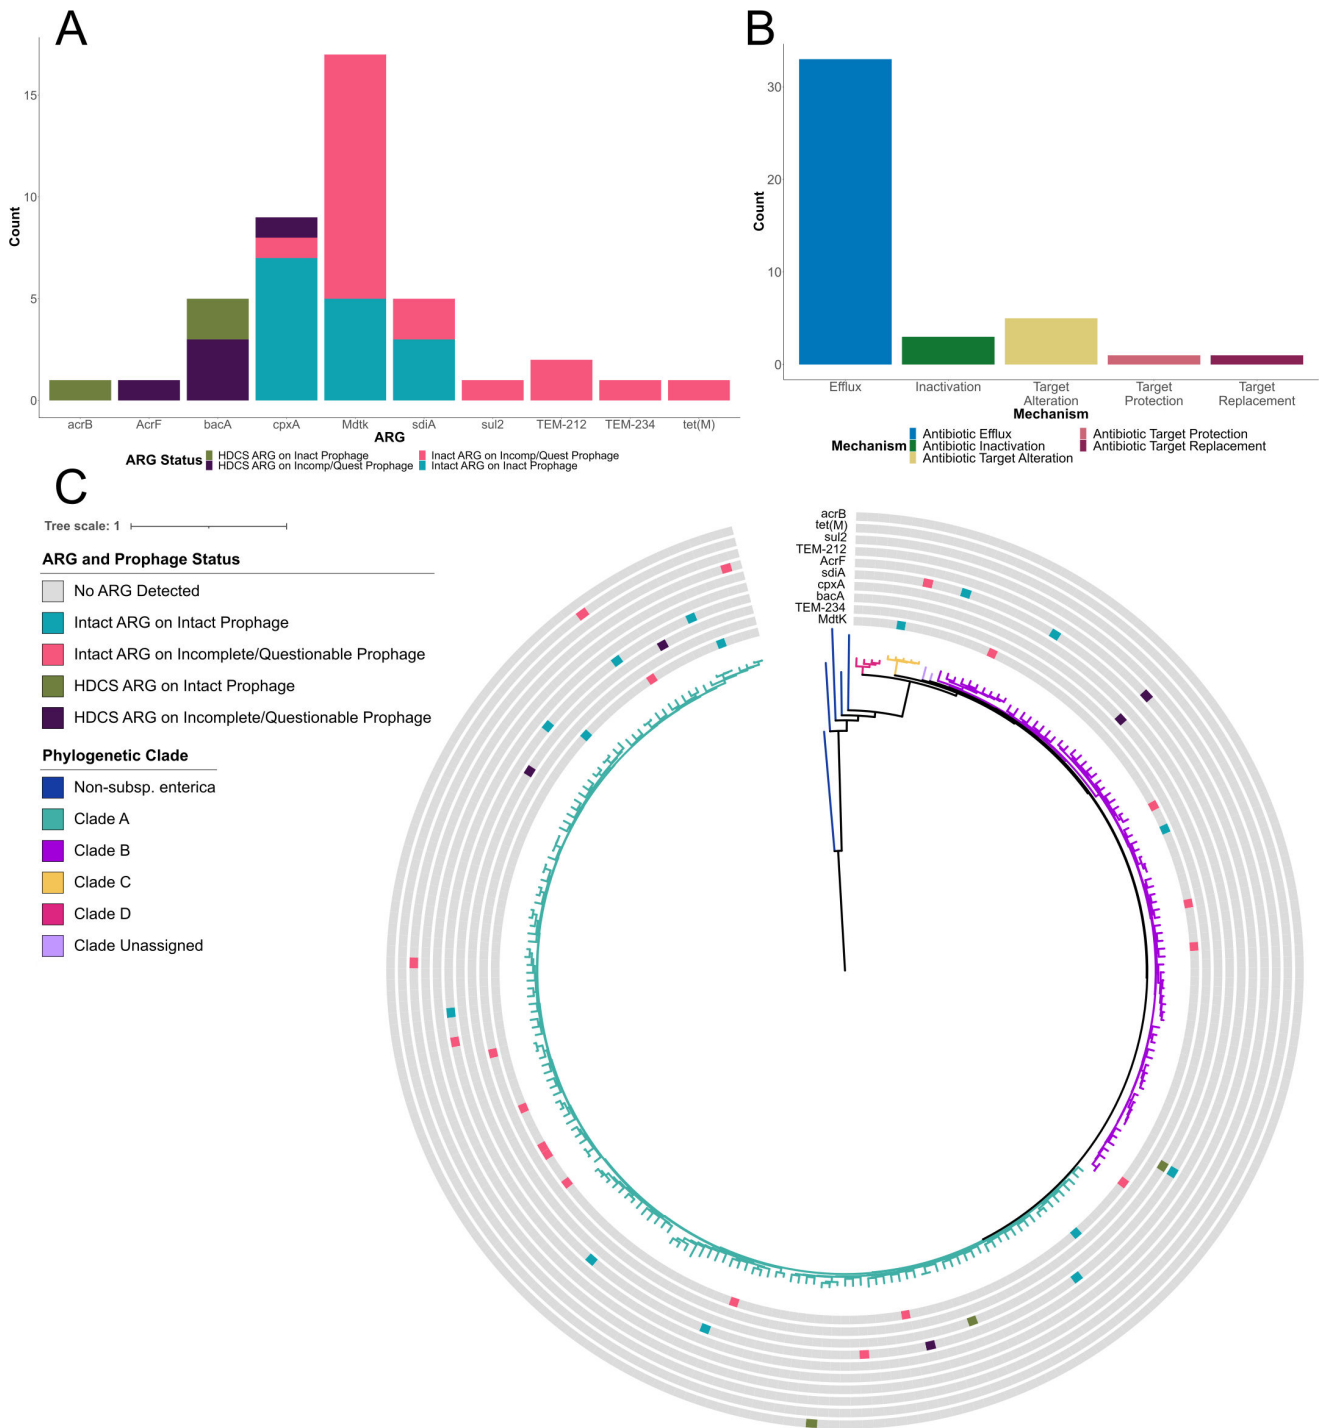 A
Count
15
10
5
0
acrB AcrF bacA cpxA Mdtk sdiA sul2 TEM-212 TEM-234 tet(M)
ARG
ARG Status
HDCS ARG on Inact Prophage
HDCS ARG on Incomp/Quest Prophage
Inact ARG on Incomp/Quest Prophage
Intact ARG on Inact Prophage
B
Count
30
20
10
0
Efflux
Inactivation
Target
Alteration
Target
Protection
Target
Replacement
Mechanism
Mechanism
Antibiotic Efflux
Antibiotic Inactivation
Antibiotic Target Alteration
Antibiotic Target Protection
Antibiotic Target Replacement
C
Tree scale: 1
ARG and Prophage Status
No ARG Detected
Intact ARG on Intact Prophage
Intact ARG on Incomplete/Questionable Prophage
HDCS ARG on Intact Prophage
HDCS ARG on Incomplete/Questionable Prophage
Phylogenetic Clade
Non-subsp. enterica
Clade A
Clade B
Clade C
Clade D
Clade Unassigned
acrB
tet(M)
sul2
TEM-212
AcrF
sdiA
cpxA
bacA
TEM-234
MdtK